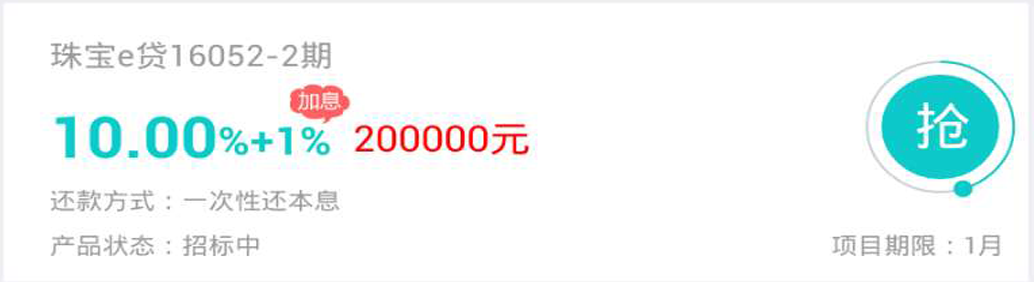 珠宝e贷16052-2期
加息
10.00%+1% 200000元
抢
还款方式：一次性还本息
产品状态：招标中
项目期限：1月